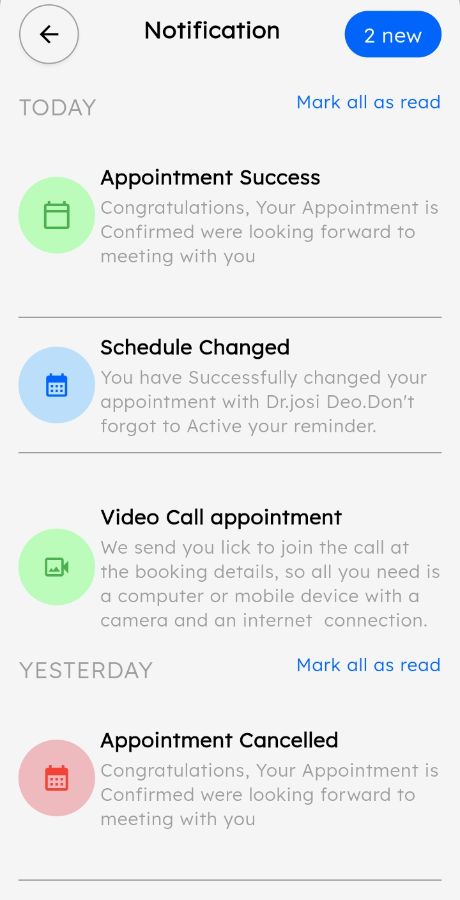 Notification
2 new
TODAY
Mark all as read
Appointment Success
Congratulations, Your Appointment is
Confirmed were looking forward to
meeting with you
Schedule Changed
You have Successfully changed your
appointment with Dr.josi Deo.Don't
forgot to Active your reminder.
Video Call appointment
We send you lick to join the call at
the booking details, so all you need is
a computer or mobile device with a
camera and an internet  connection.
YESTERDAY
Mark all as read
Appointment Cancelled
Congratulations, Your Appointment is
Confirmed were looking forward to
meeting with you